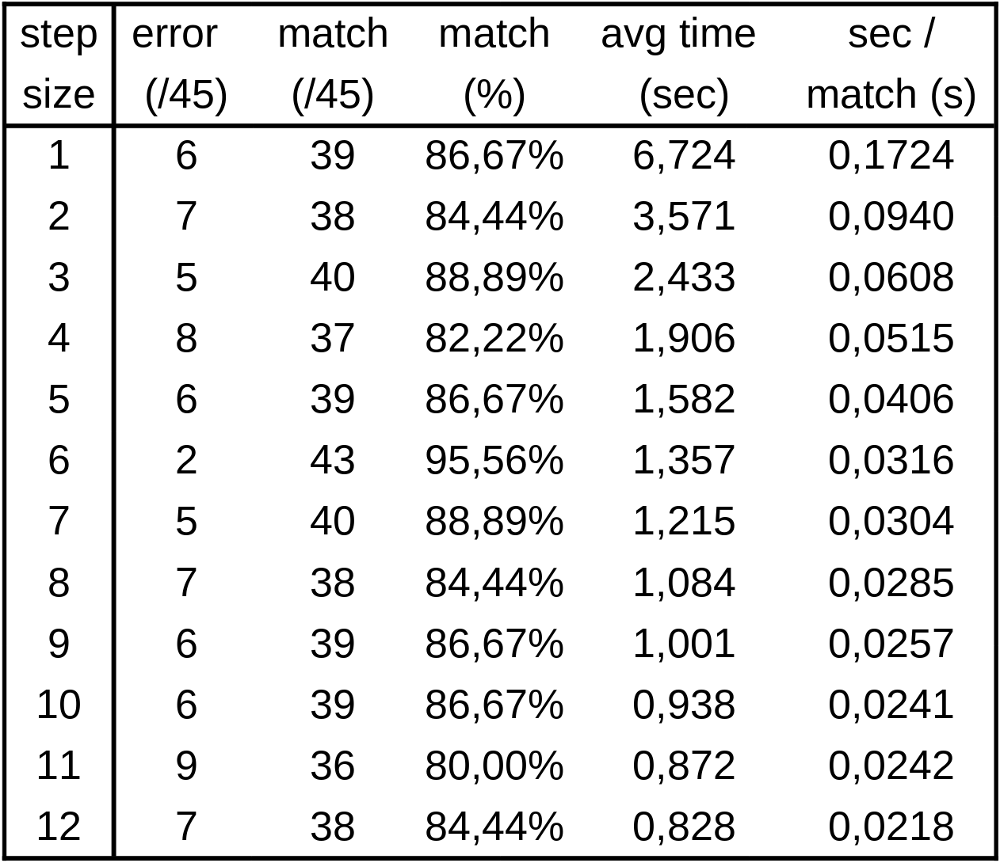 step error match match avg time sec /
size (/45) (/45) (%) (sec) match (s)
1 6 39 86,67% 6,724 0,1724
2 7 38 84,44% 3,571 0,0940
3 5 40 88,89% 2,433 0,0608
4 8 37 82,22% 1,906 0,0515
5 6 39 86,67% 1,582 0,0406
6 2 43 95,56% 1,357 0,0316
7 5 40 88,89% 1,215 0,0304
8 7 38 84,44% 1,084 0,0285
9 6 39 86,67% 1,001 0,0257
10 6 39 86,67% 0,938 0,0241
11 9 36 80,00% 0,872 0,0242
12 7 38 84,44% 0,828 0,0218